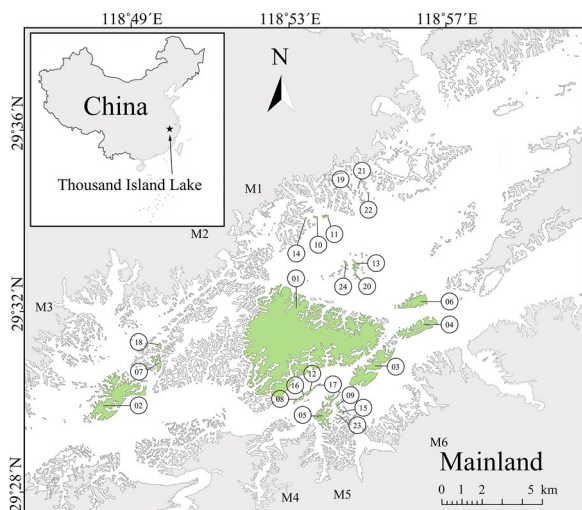 118°49′E 118°53′E 118°57′E
29°36′N
29°32′N
29°28′N
China
Thousand Island Lake
N
M1
M2
M3
19
21
22
14
10
11
01
13
24
20
06
04
18
07
02
03
12
17
16
08
09
05
15
23
M6
Mainland
M4
M5
0 1 2 5 km